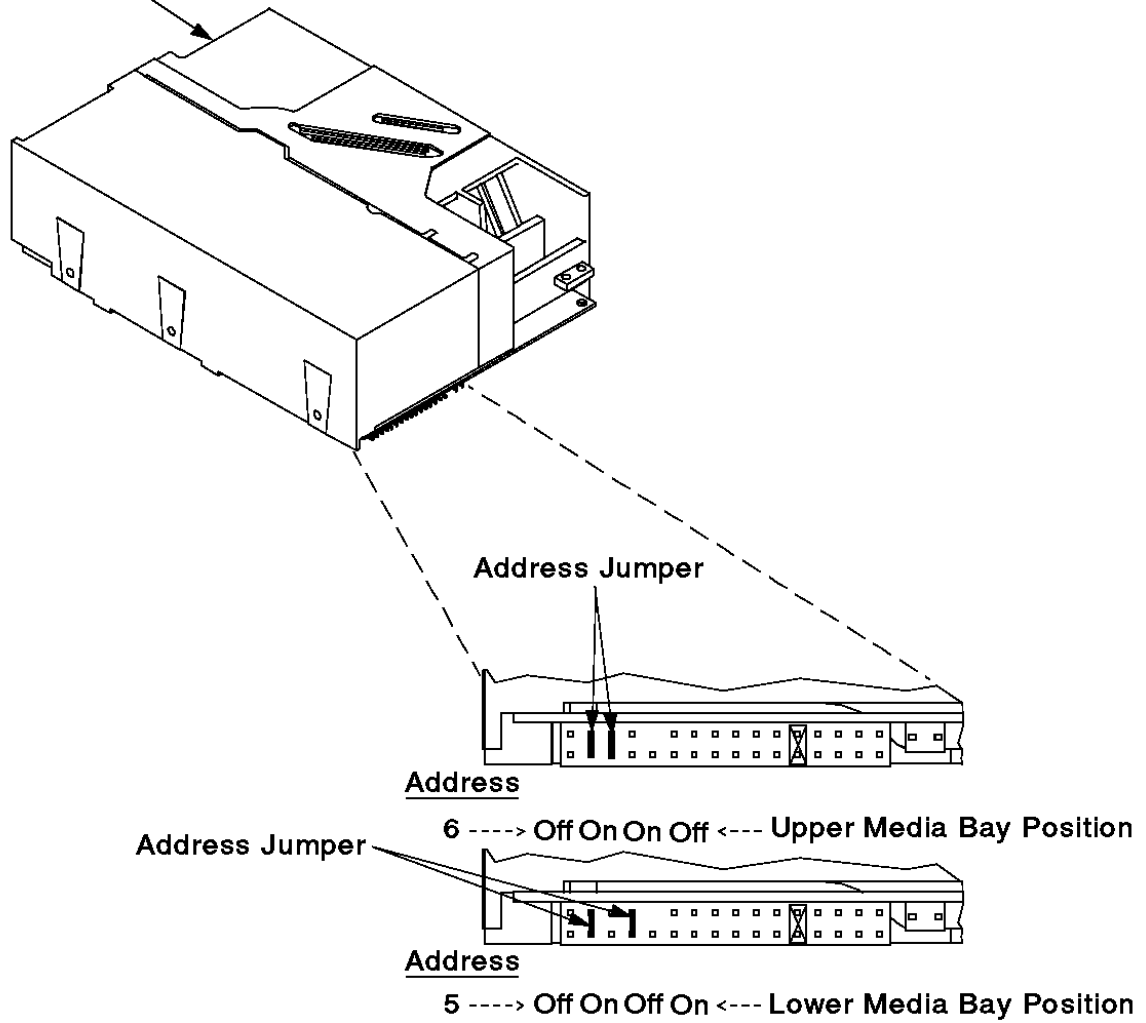 Address Jumper
Address
6 ----> Off On On Off <---- Upper Media Bay Position
Address Jumper
Address
5 ----> Off On Off On <---- Lower Media Bay Position